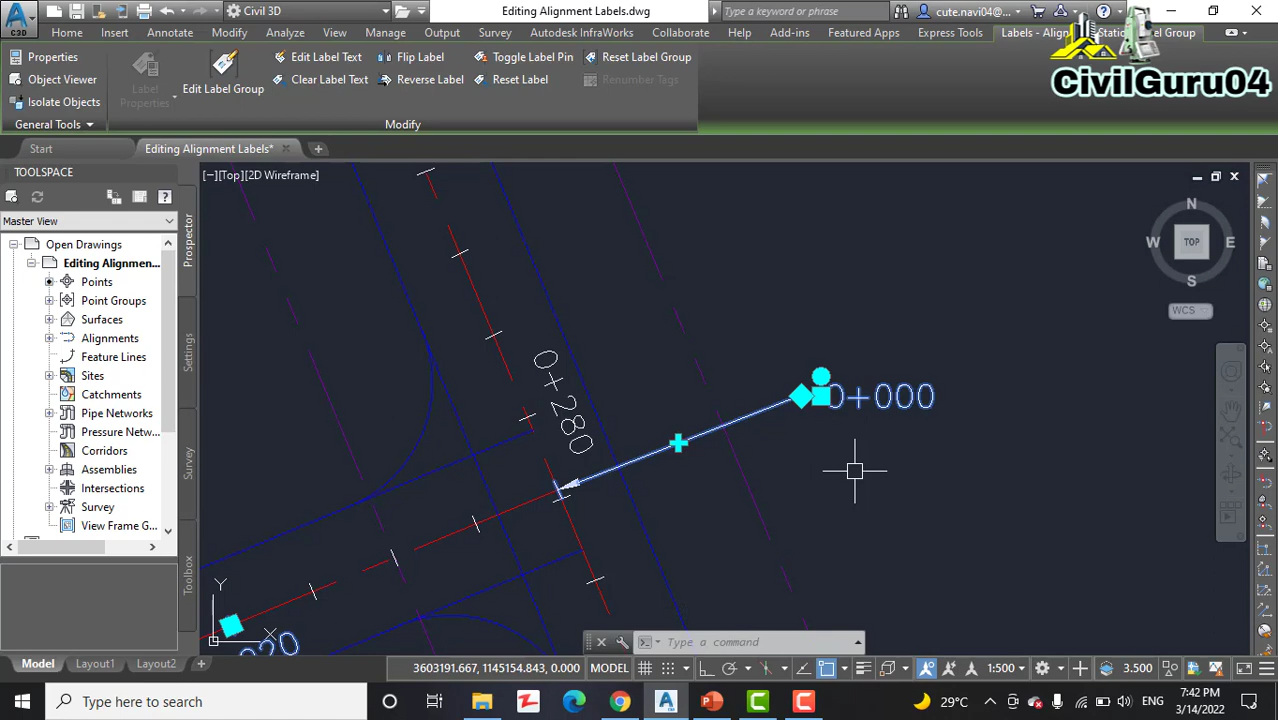 C3D
Civil 3D
Editing Alignment Labels.dwg
Type a keyword or phrase
cute.navi04@...
Home Insert Annotate Modify Analyze View Manage Output Survey Autodesk InfraWorks Collaborate Help Add-ins Featured Apps Express Tools Labels - Align Station Label Group
Properties
Object Viewer
Isolate Objects
General Tools
Label
Properties
Edit Label Group
Edit Label Text
Clear Label Text
Flip Label
Reverse Label
Toggle Label Pin
Reset Label
Reset Label Group
Renumber Tags
Modify
CivilGuru04
Start
Editing Alignment Labels*
TOOLSPACE
Master View
Open Drawings
Editing Alignmen...
Points
Point Groups
Surfaces
Alignments
Feature Lines
Sites
Catchments
Pipe Networks
Pressure Netw...
Corridors
Assemblies
Intersections
Survey
View Frame G...
Prospector
Settings
Survey
Toolbox
[−][Top][2D Wireframe]
N
W TOP E
S
WCS
0+280
0+000
Y
X
Type a command
Model Layout1 Layout2
3603191.667, 1145154.843, 0.000 MODEL
1:500
3.500
Type here to search
29°C
ENG
7:42 PM
3/14/2022